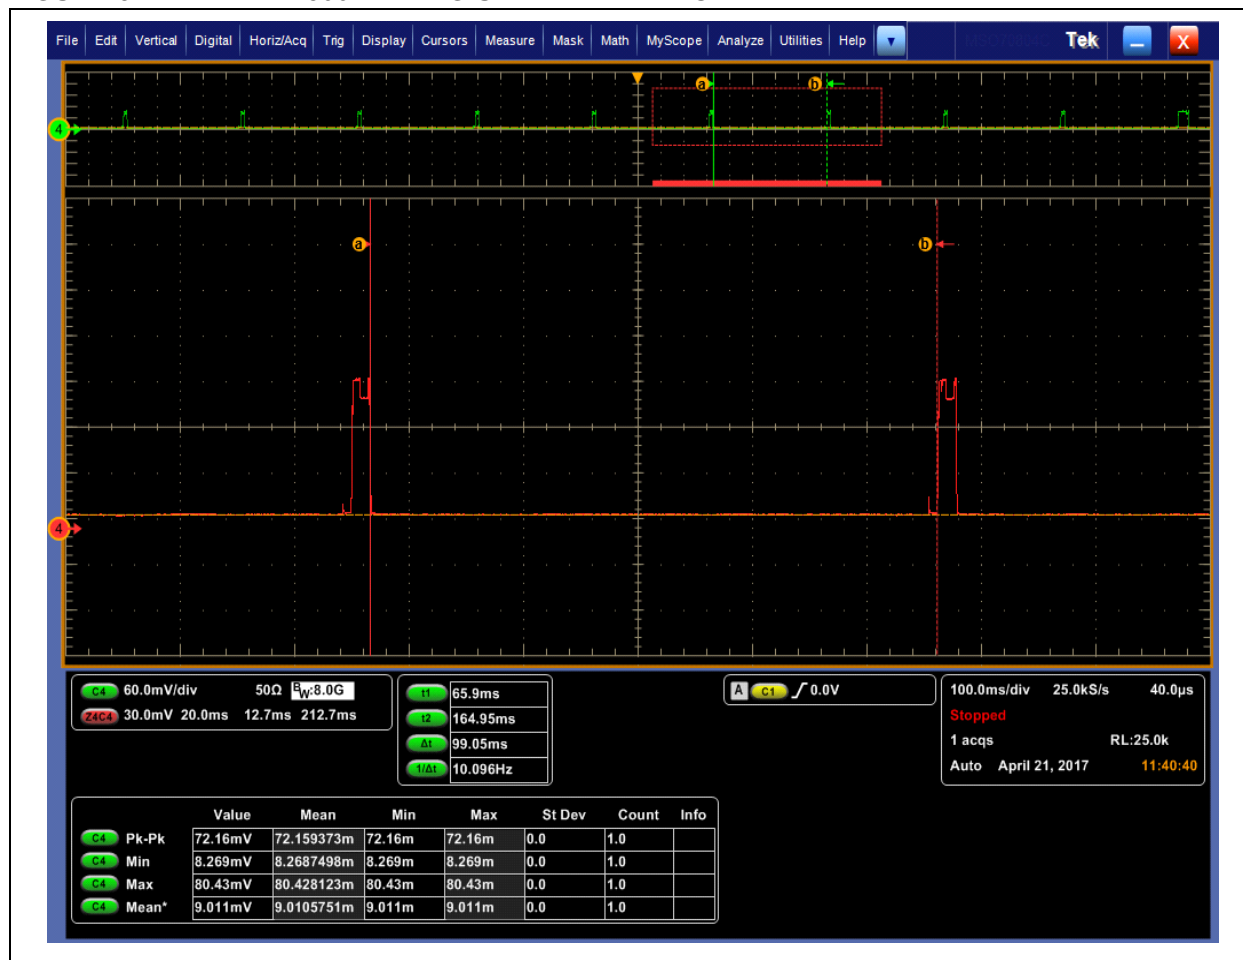 File Edit Vertical Digital Horiz/Acq Trig Display Cursors Measure Mask Math MyScope Analyze Utilities Help Tek X
a b
4
a b
4
C4 60.0mV/div 50Ω BW:8.0G
Z4C4 30.0mV 20.0ms 12.7ms 212.7ms
t1 65.9ms
t2 164.95ms
Δt 99.05ms
1/Δt 10.096Hz
A C1 0.0V
100.0ms/div 25.0kS/s 40.0µs
Stopped
1 acqs RL:25.0k
Auto April 21, 2017 11:40:40
Value Mean Min Max St Dev Count Info
C4 Pk-Pk 72.16mV 72.159373m 72.16m 72.16m 0.0 1.0
C4 Min 8.269mV 8.2687498m 8.269m 8.269m 0.0 1.0
C4 Max 80.43mV 80.428123m 80.43m 80.43m 0.0 1.0
C4 Mean* 9.011mV 9.0105751m 9.011m 9.011m 0.0 1.0